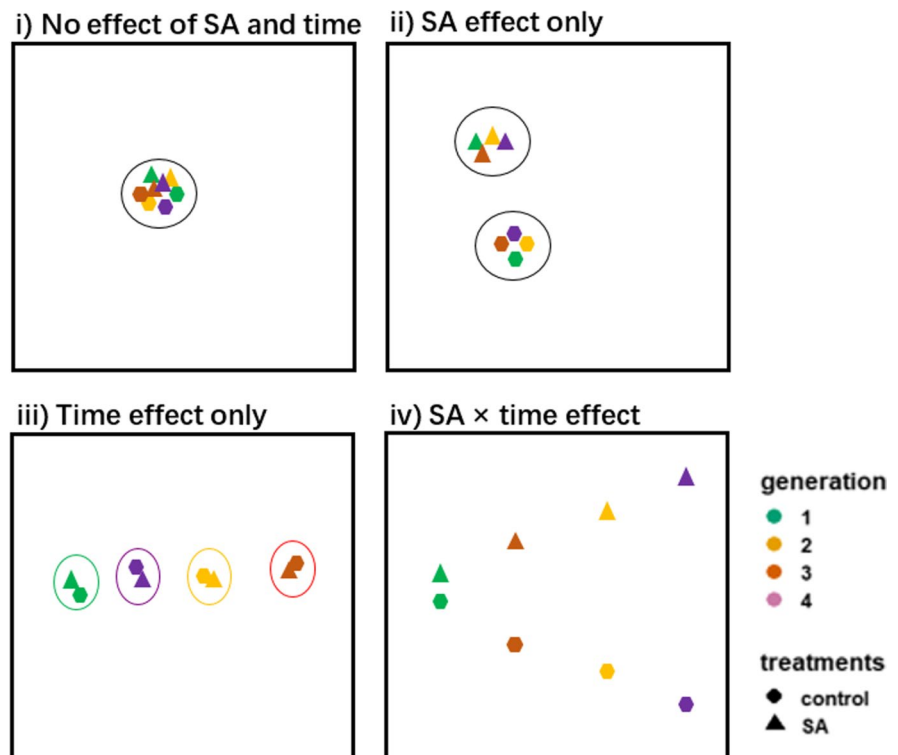 i) No effect of SA and time
ii) SA effect only
iii) Time effect only
iv) SA × time effect
generation
1
2
3
4
treatments
control
SA